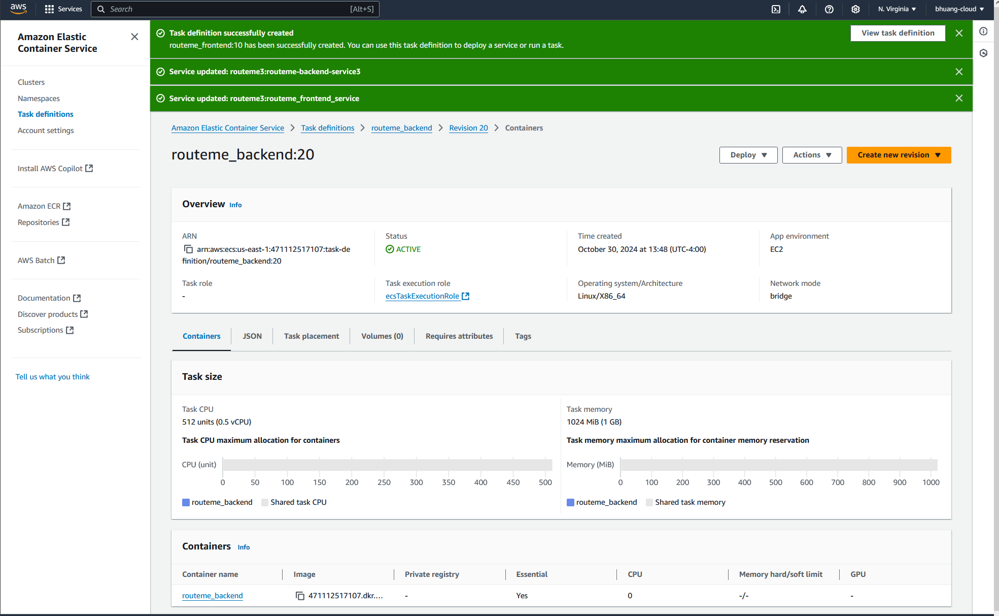 aws
Services
Search
[Alt+S]
N. Virginia
bhuang-cloud
Amazon Elastic
Container Service
Clusters
Namespaces
Task definitions
Account settings
Install AWS Copilot
Amazon ECR
Repositories
AWS Batch
Documentation
Discover products
Subscriptions
Tell us what you think
Task definition successfully created
routeme_frontend:10 has been successfully created. You can use this task definition to deploy a service or run a task.
View task definition
Service updated: routeme3:routeme-backend-service3
Service updated: routeme3:routeme_frontend_service
Amazon Elastic Container Service
Task definitions
routeme_backend
Revision 20
Containers
routeme_backend:20
Deploy
Actions
Create new revision
Overview Info
ARN
arn:aws:ecs:us-east-1:471112517107:task-de
finition/routeme_backend:20
Status
ACTIVE
Time created
October 30, 2024 at 13:48 (UTC-4:00)
App environment
EC2
Task role
-
Task execution role
ecsTaskExecutionRole
Operating system/Architecture
Linux/X86_64
Network mode
bridge
Containers
JSON
Task placement
Volumes (0)
Requires attributes
Tags
Task size
Task CPU
512 units (0.5 vCPU)
Task CPU maximum allocation for containers
CPU (unit)
0 50 100 150 200 250 300 350 400 450 500
routeme_backend Shared task CPU
Task memory
1024 MiB (1 GB)
Task memory maximum allocation for container memory reservation
Memory (MiB)
0 100 200 300 400 500 600 700 800 900 1000
routeme_backend Shared task memory
Containers Info
Container name Image Private registry Essential CPU Memory hard/soft limit GPU
routeme_backend 471112517107.dkr.... - Yes 0 -/- -